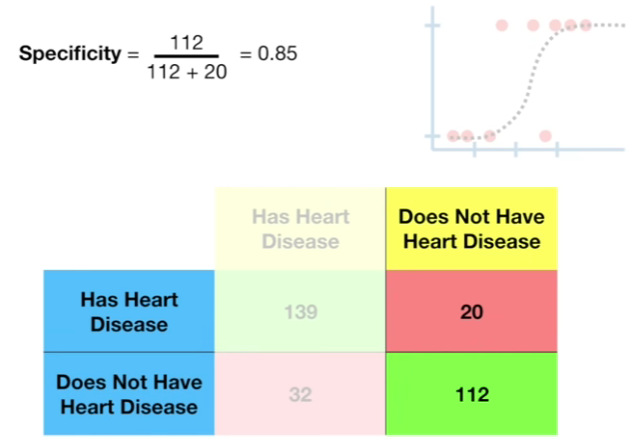 Specificity = 112 / 112 + 20 = 0.85
Has Heart
Disease
Does Not Have
Heart Disease
Has Heart
Disease
139
20
Does Not Have
Heart Disease
32
112